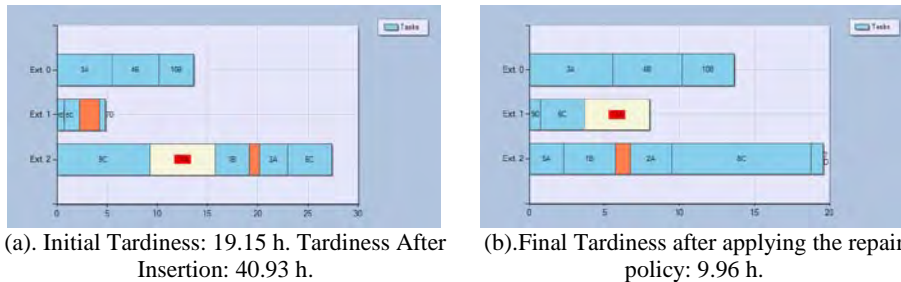 Tasks
Tasks
Ext. 0
3A
4B
10B
Ext. 1
7D
Ext. 2
8C
1B
2A
6C
0 5 10 15 20 25 30
Ext. 0
3A
4B
10B
Ext. 1
6C
Ext. 2
5A
1B
2A
8C
0 5 10 15 20
(a). Initial Tardiness: 19.15 h. Tardiness After
Insertion: 40.93 h.
(b).Final Tardiness after applying the repair
policy: 9.96 h.